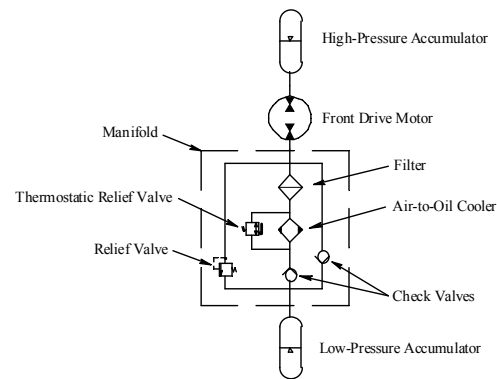 High-Pressure Accumulator
Front Drive Motor
Manifold
Filter
Thermostatic Relief Valve
Air-to-Oil Cooler
Relief Valve
Check Valves
Low-Pressure Accumulator